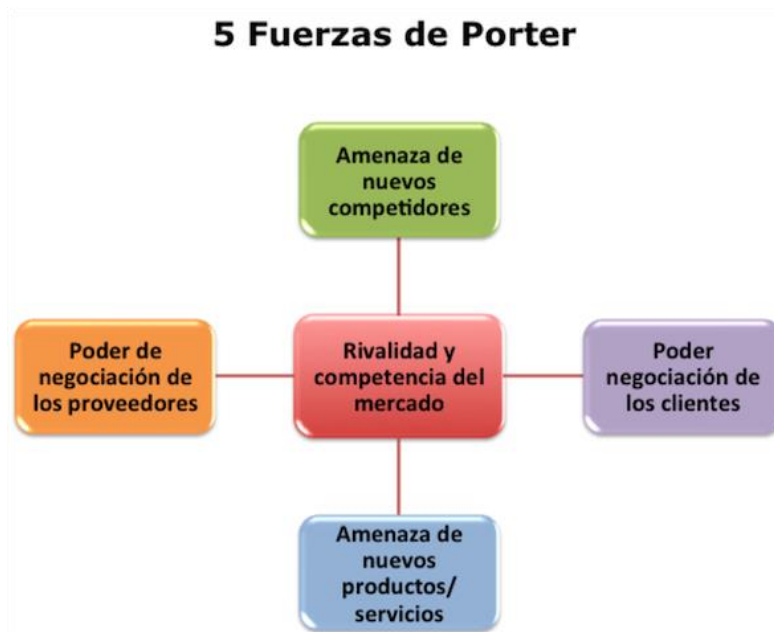 5 Fuerzas de Porter
Amenaza de
nuevos
competidores
Poder de
negociación de
los proveedores
Rivalidad y
competencia del
mercado
Poder
negociación de
los clientes
Amenaza de
nuevos
productos/
servicios